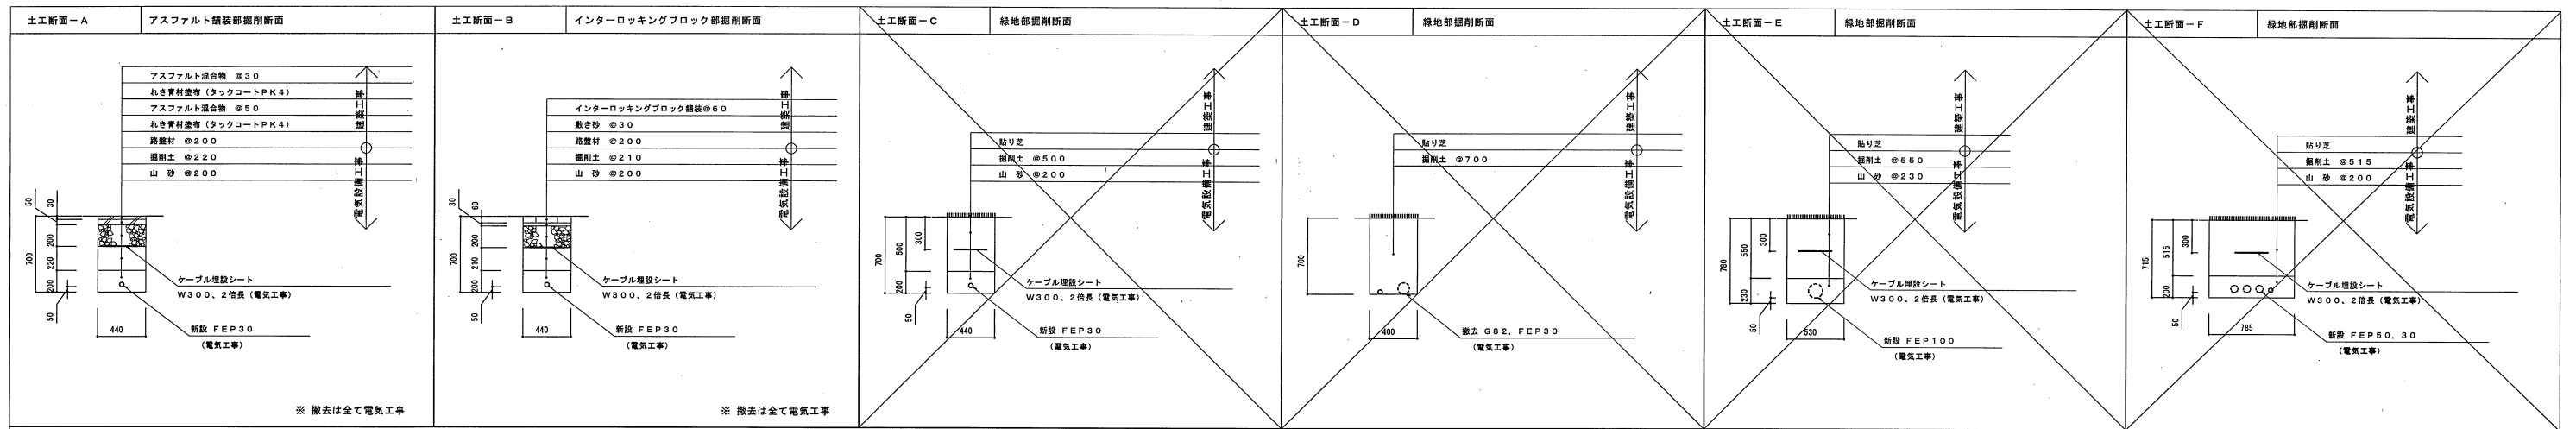 土工断面－A
アスファルト舗装部掘削断面
アスファルト混合物 @30
れき青材塗布（タックコートPK4）
アスファルト混合物 @50
れき青材塗布（タックコートPK4）
路盤材 @200
掘削土 @220
山 砂 @200
建築工事
電気設備工事
50
30
200
700
220
200
50
440
ケーブル埋設シート
W300、2倍長（電気工事）
新設 FEP30
（電気工事）
※ 撤去は全て電気工事
土工断面－B
インターロッキングブロック部掘削断面
インターロッキングブロック舗装@60
敷き砂 @30
路盤材 @200
掘削土 @210
山 砂 @200
建築工事
電気設備工事
30
60
200
700
210
200
50
440
ケーブル埋設シート
W300、2倍長（電気工事）
新設 FEP30
（電気工事）
※ 撤去は全て電気工事
土工断面－C
緑地部掘削断面
貼り芝
掘削土 @500
山 砂 @200
建築工事
電気設備工事
300
500
700
200
50
440
ケーブル埋設シート
W300、2倍長（電気工事）
新設 FEP30
（電気工事）
土工断面－D
緑地部掘削断面
貼り芝
掘削土 @700
建築工事
電気設備工事
700
400
撤去 G82，FEP30
（電気工事）
土工断面－E
緑地部掘削断面
貼り芝
掘削土 @550
山 砂 @230
建築工事
電気設備工事
300
550
780
230
50
530
ケーブル埋設シート
W300、2倍長（電気工事）
新設 FEP100
（電気工事）
土工断面－F
緑地部掘削断面
貼り芝
掘削土 @515
山 砂 @200
建築工事
電気設備工事
300
515
715
200
50
785
ケーブル埋設シート
W300、2倍長（電気工事）
新設 FEP50，30
（電気工事）